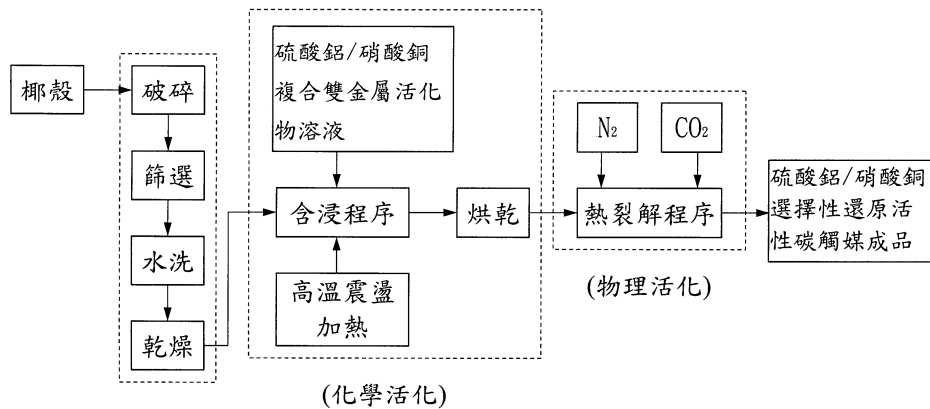 椰殼
破碎
篩選
水洗
乾燥
硫酸鋁/硝酸銅
複合雙金屬活化
物溶液
含浸程序
高溫震盪
加熱
烘乾
(化學活化)
N₂
CO₂
熱裂解程序
(物理活化)
硫酸鋁/硝酸銅
選擇性還原活
性碳觸媒成品